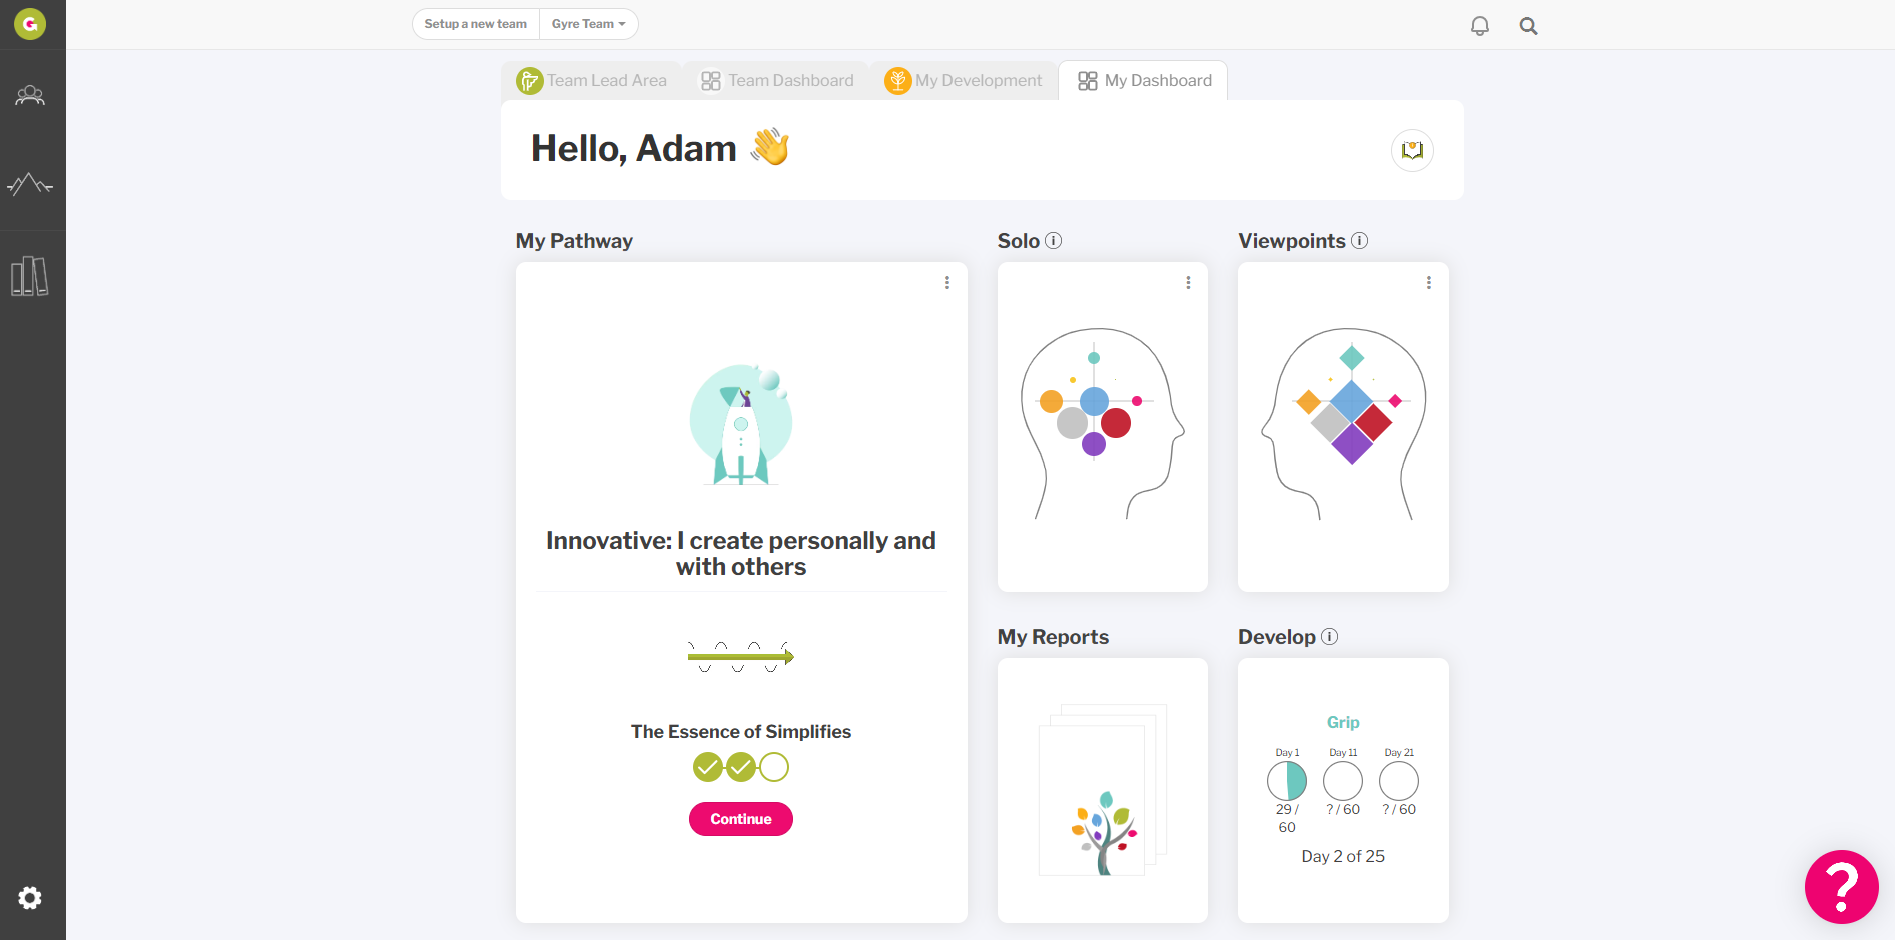 G
Setup a new team
Gyre Team
Team Lead Area
Team Dashboard
My Development
My Dashboard
Hello, Adam 👋
My Pathway
Innovative: I create personally and
with others
The Essence of Simplifies
Continue
Solo
Viewpoints
My Reports
Develop
Grip
Day 1 Day 11 Day 21
29 / ? / 60 ? / 60
60
Day 2 of 25
?